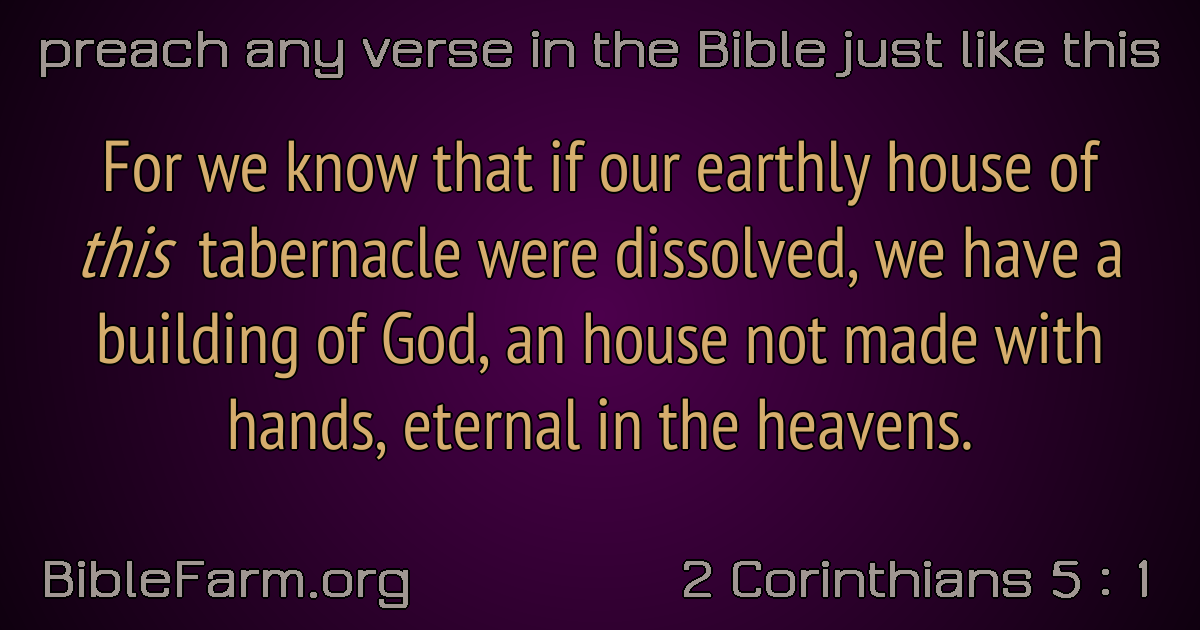 preach any verse in the Bible just like this
For we know that if our earthly house of
this tabernacle were dissolved, we have a
building of God, an house not made with
hands, eternal in the heavens.
BibleFarm.org
2 Corinthians 5 : 1